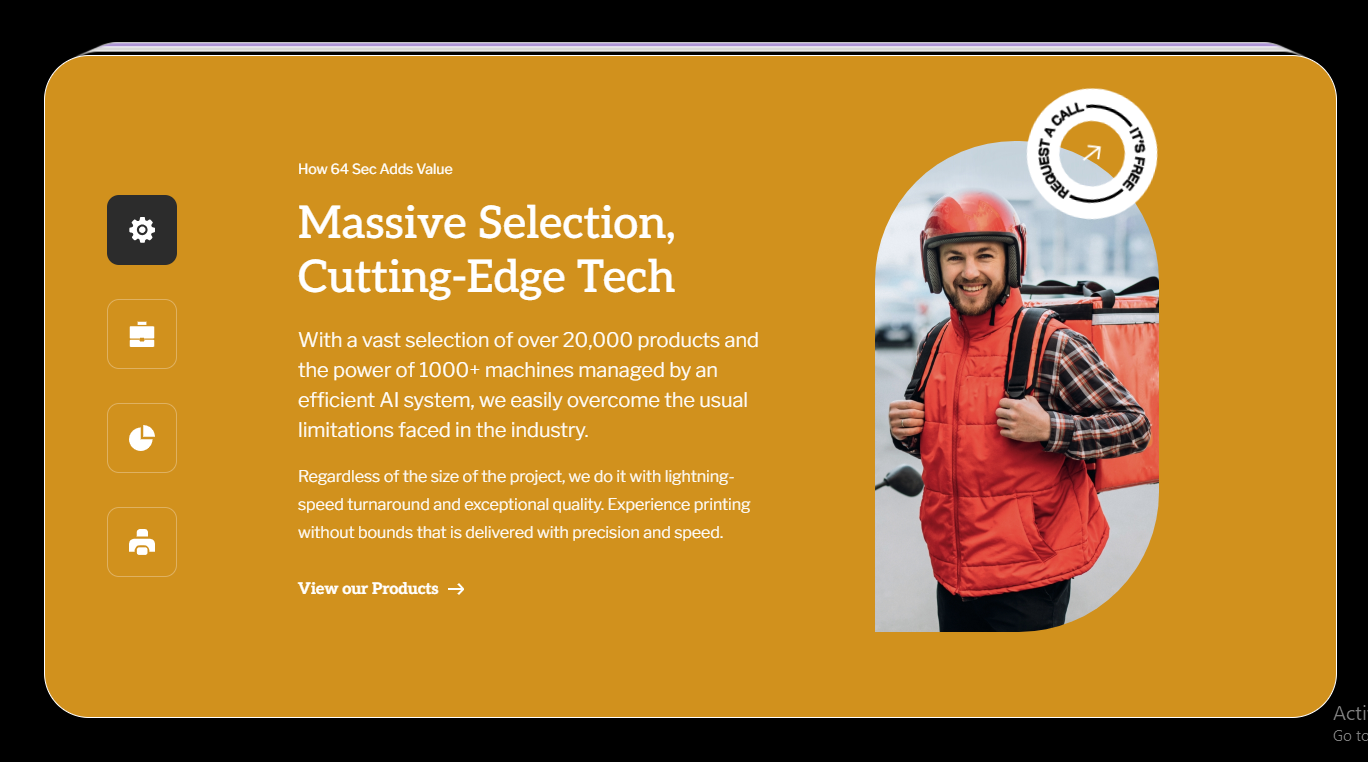 REQUEST A CALL
IT'S FREE
How 64 Sec Adds Value
Massive Selection,
Cutting-Edge Tech
With a vast selection of over 20,000 products and
the power of 1000+ machines managed by an
efficient AI system, we easily overcome the usual
limitations faced in the industry.
Regardless of the size of the project, we do it with lightning-
speed turnaround and exceptional quality. Experience printing
without bounds that is delivered with precision and speed.
View our Products
Go to